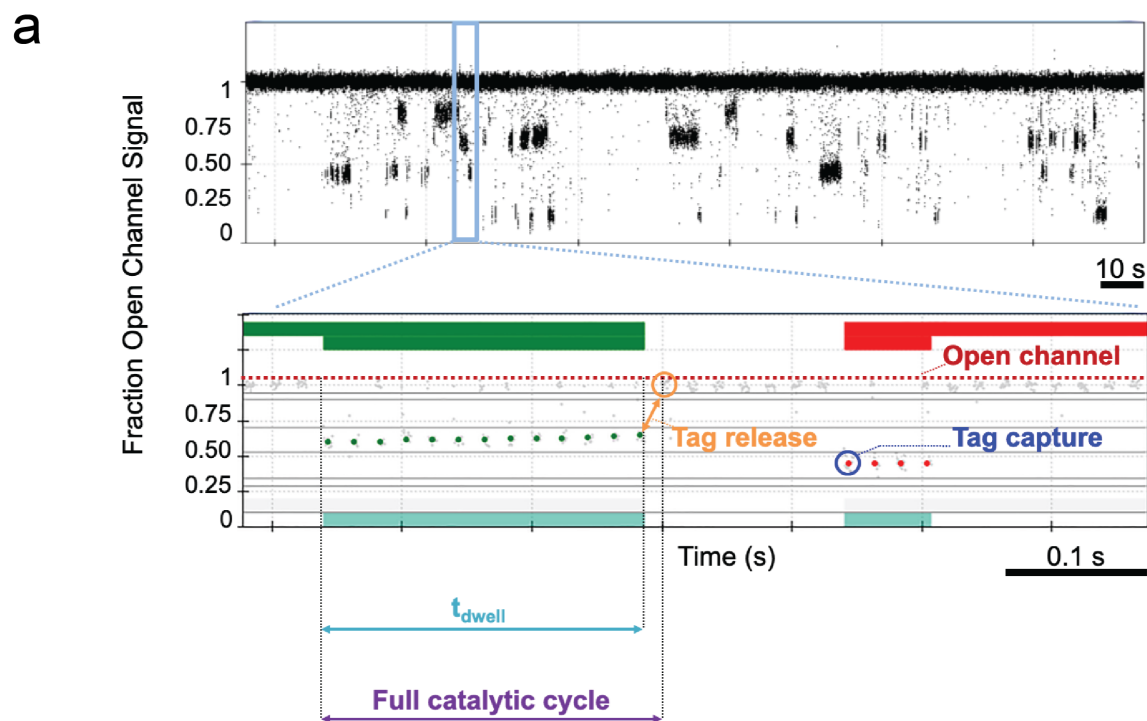 a
Fraction Open Channel Signal
1
0.75
0.50
0.25
0
10 s
Open channel
1
0.75
Tag release
Tag capture
0.50
0.25
0
Time (s)
0.1 s
tdwell
Full catalytic cycle